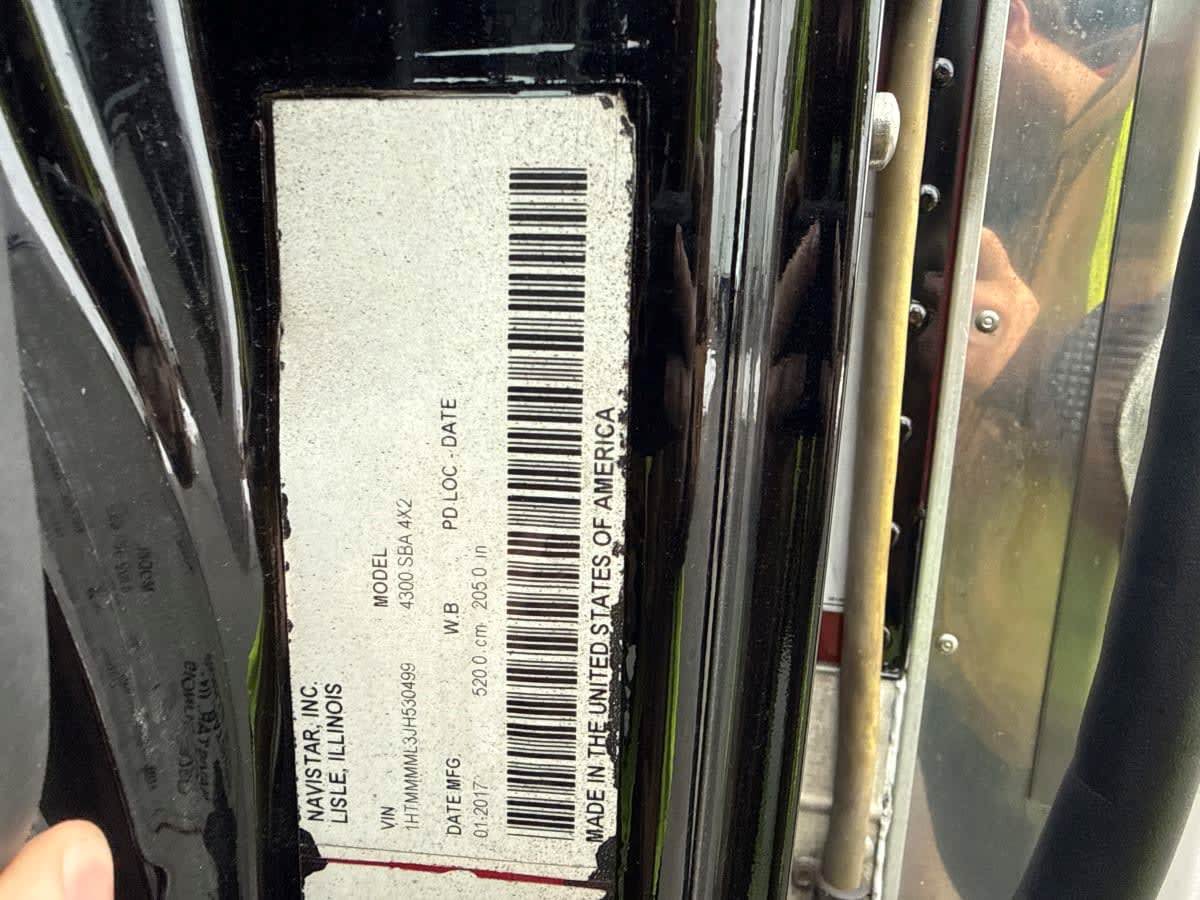 NAVISTAR, INC.
LISLE, ILLINOIS
VIN MODEL
1HTMMMML3JH530499 4300 SBA 4X2
DATE MFG. W.B PD.LOC - DATE
01-2017 520.0 cm 205.0 in
MADE IN THE UNITED STATES OF AMERICA